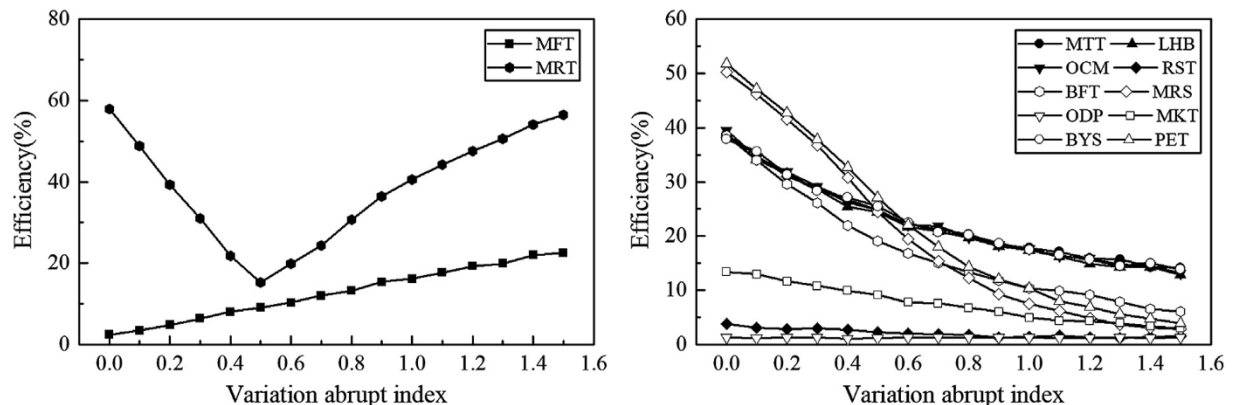 80
60
40
20
0
0.0 0.2 0.4 0.6 0.8 1.0 1.2 1.4 1.6
Efficiency(%)
Variation abrupt index
MFT
MRT
60
50
40
30
20
10
0
0.0 0.2 0.4 0.6 0.8 1.0 1.2 1.4 1.6
Efficiency(%)
Variation abrupt index
MTT LHB
OCM RST
BFT MRS
ODP MKT
BYS PET